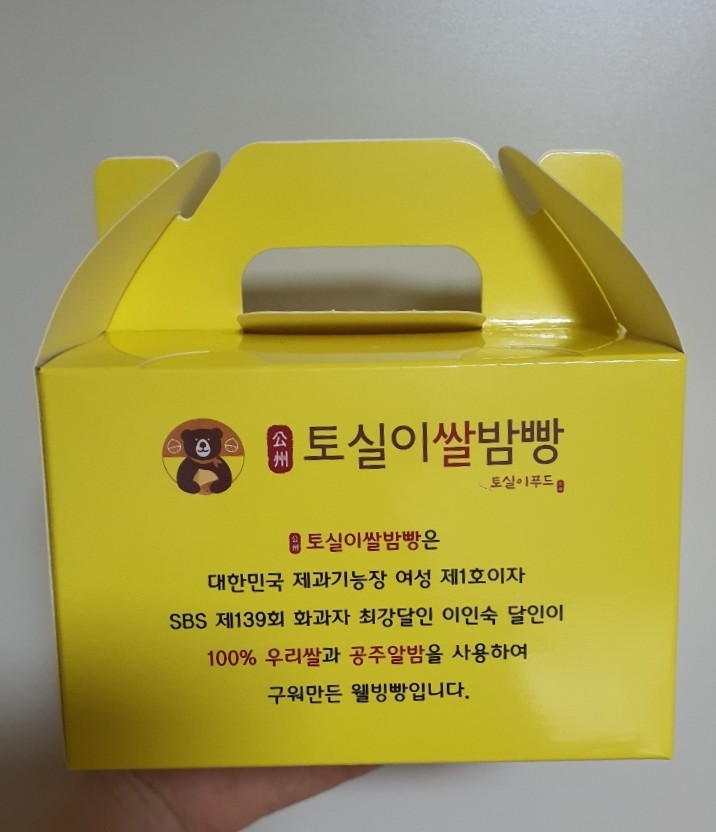 公州 토실이쌀밤빵
토실이푸드
公州 토실이쌀밤빵은
대한민국 제과기능장 여성 제1호이자
SBS 제139회 화과자 최강달인 이인숙 달인이
100% 우리쌀과 공주알밤을 사용하여
구워만든 웰빙빵입니다.